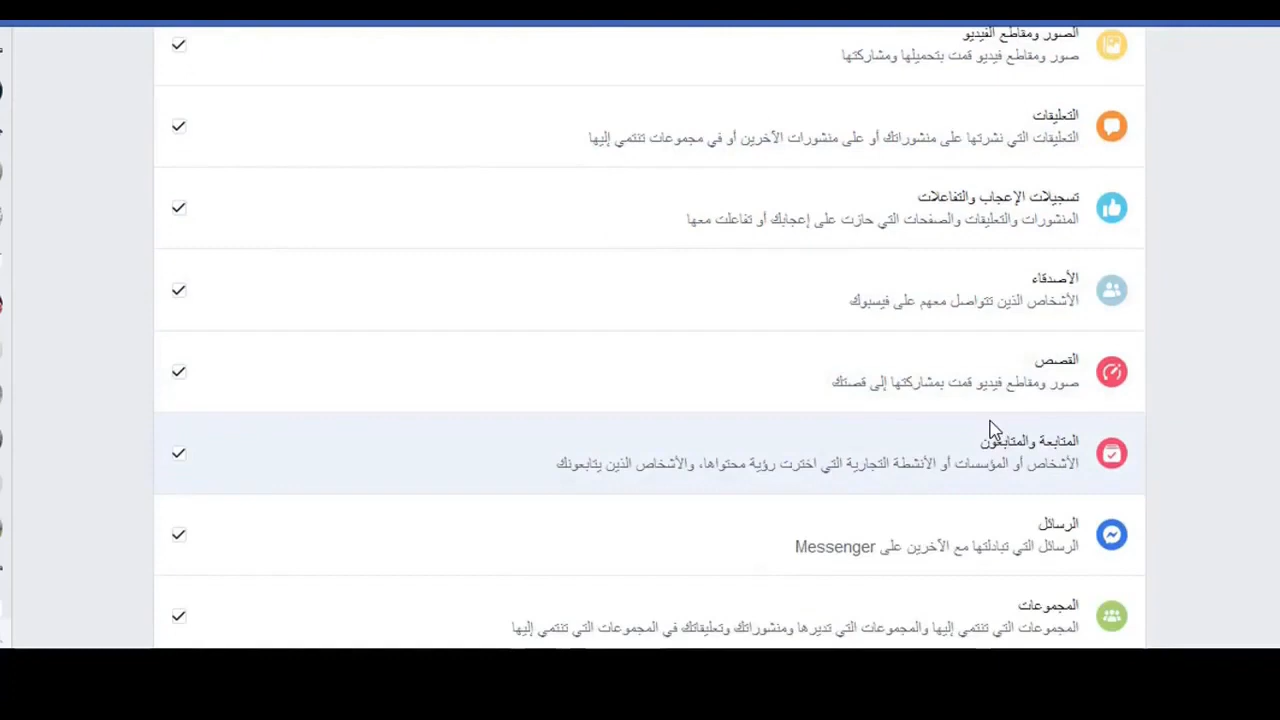 الصور ومقاطع الفيديو
صور ومقاطع فيديو قمت بتحميلها ومشاركتها
التعليقات
التعليقات التي نشرتها على منشوراتك أو على منشورات الآخرين أو في مجموعات تنتمي إليها
تسجيلات الإعجاب والتفاعلات
المنشورات والتعليقات والصفحات التي حازت على إعجابك أو تفاعلت معها
الأصدقاء
الأشخاص الذين تتواصل معهم على فيسبوك
القصص
صور ومقاطع فيديو قمت بمشاركتها إلى قصتك
المتابعة والمتابعون
الأشخاص أو المؤسسات أو الأنشطة التجارية التي اخترت رؤية محتواها، والأشخاص الذين يتابعونك
الرسائل
الرسائل التي تبادلتها مع الآخرين على Messenger
المجموعات
المجموعات التي تنتمي إليها والمجموعات التي تديرها ومنشوراتك وتعليقاتك في المجموعات التي تنتمي إليها